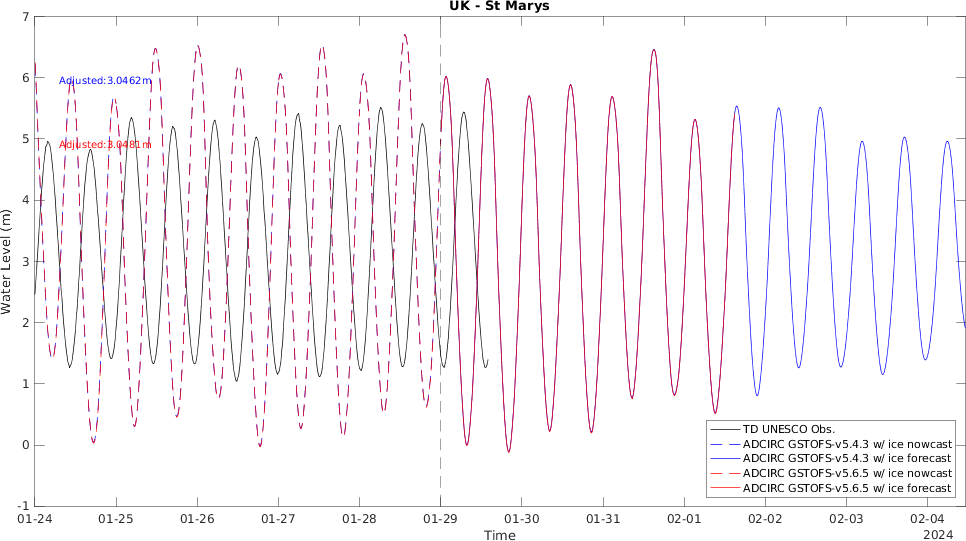 UK - St Marys
7
6
5
4
3
2
1
0
-1
Water Level (m)
Adjusted:3.0462m
Adjusted:3.0481m
TD UNESCO Obs.
ADCIRC GSTOFS-v5.4.3 w/ ice nowcast
ADCIRC GSTOFS-v5.4.3 w/ ice forecast
ADCIRC GSTOFS-v5.6.5 w/ ice nowcast
ADCIRC GSTOFS-v5.6.5 w/ ice forecast
01-24 01-25 01-26 01-27 01-28 01-29 01-30 01-31 02-01 02-02 02-03 02-04
Time
2024